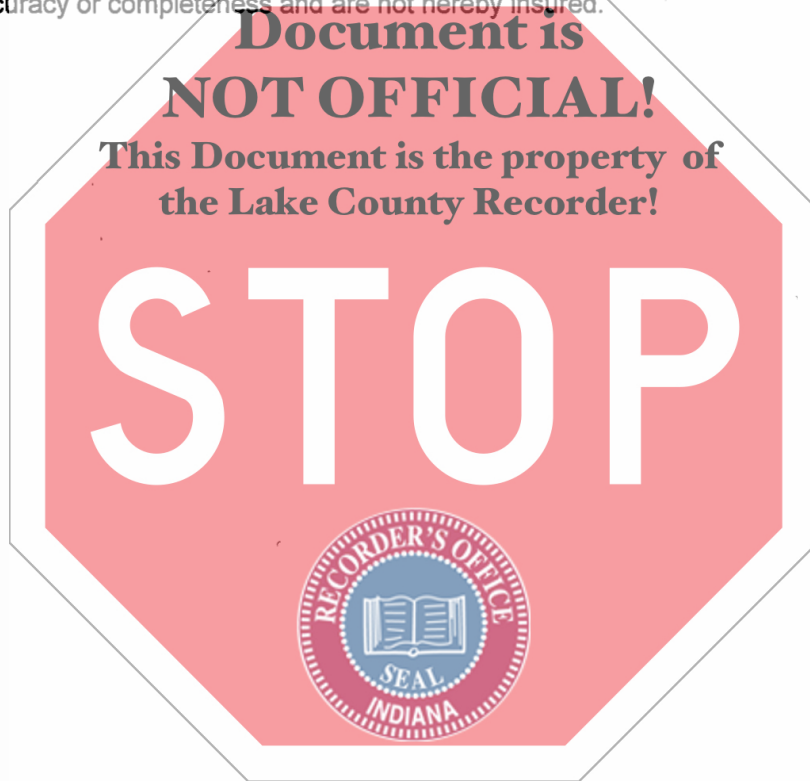 curacy or completeness and are not hereby insured.
Document is
NOT OFFICIAL!
This Document is the property of
the Lake County Recorder!
STOP
RECORDER'S OFFICE
SEAL
INDIANA